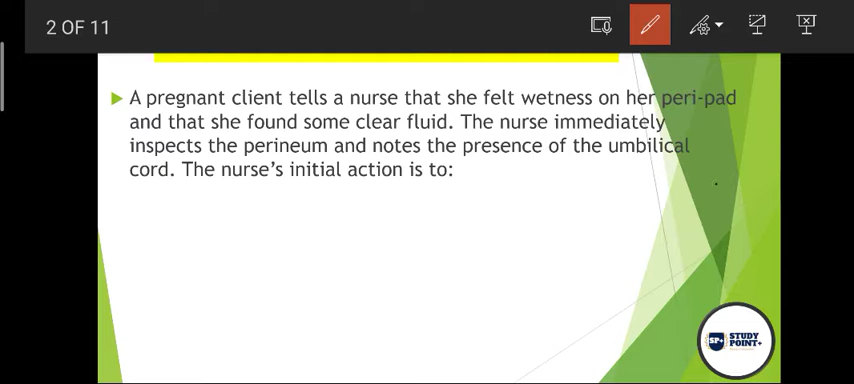 2 OF 11
A pregnant client tells a nurse that she felt wetness on her peri-pad
and that she found some clear fluid. The nurse immediately
inspects the perineum and notes the presence of the umbilical
cord. The nurse's initial action is to:
SP+ STUDY
POINT+